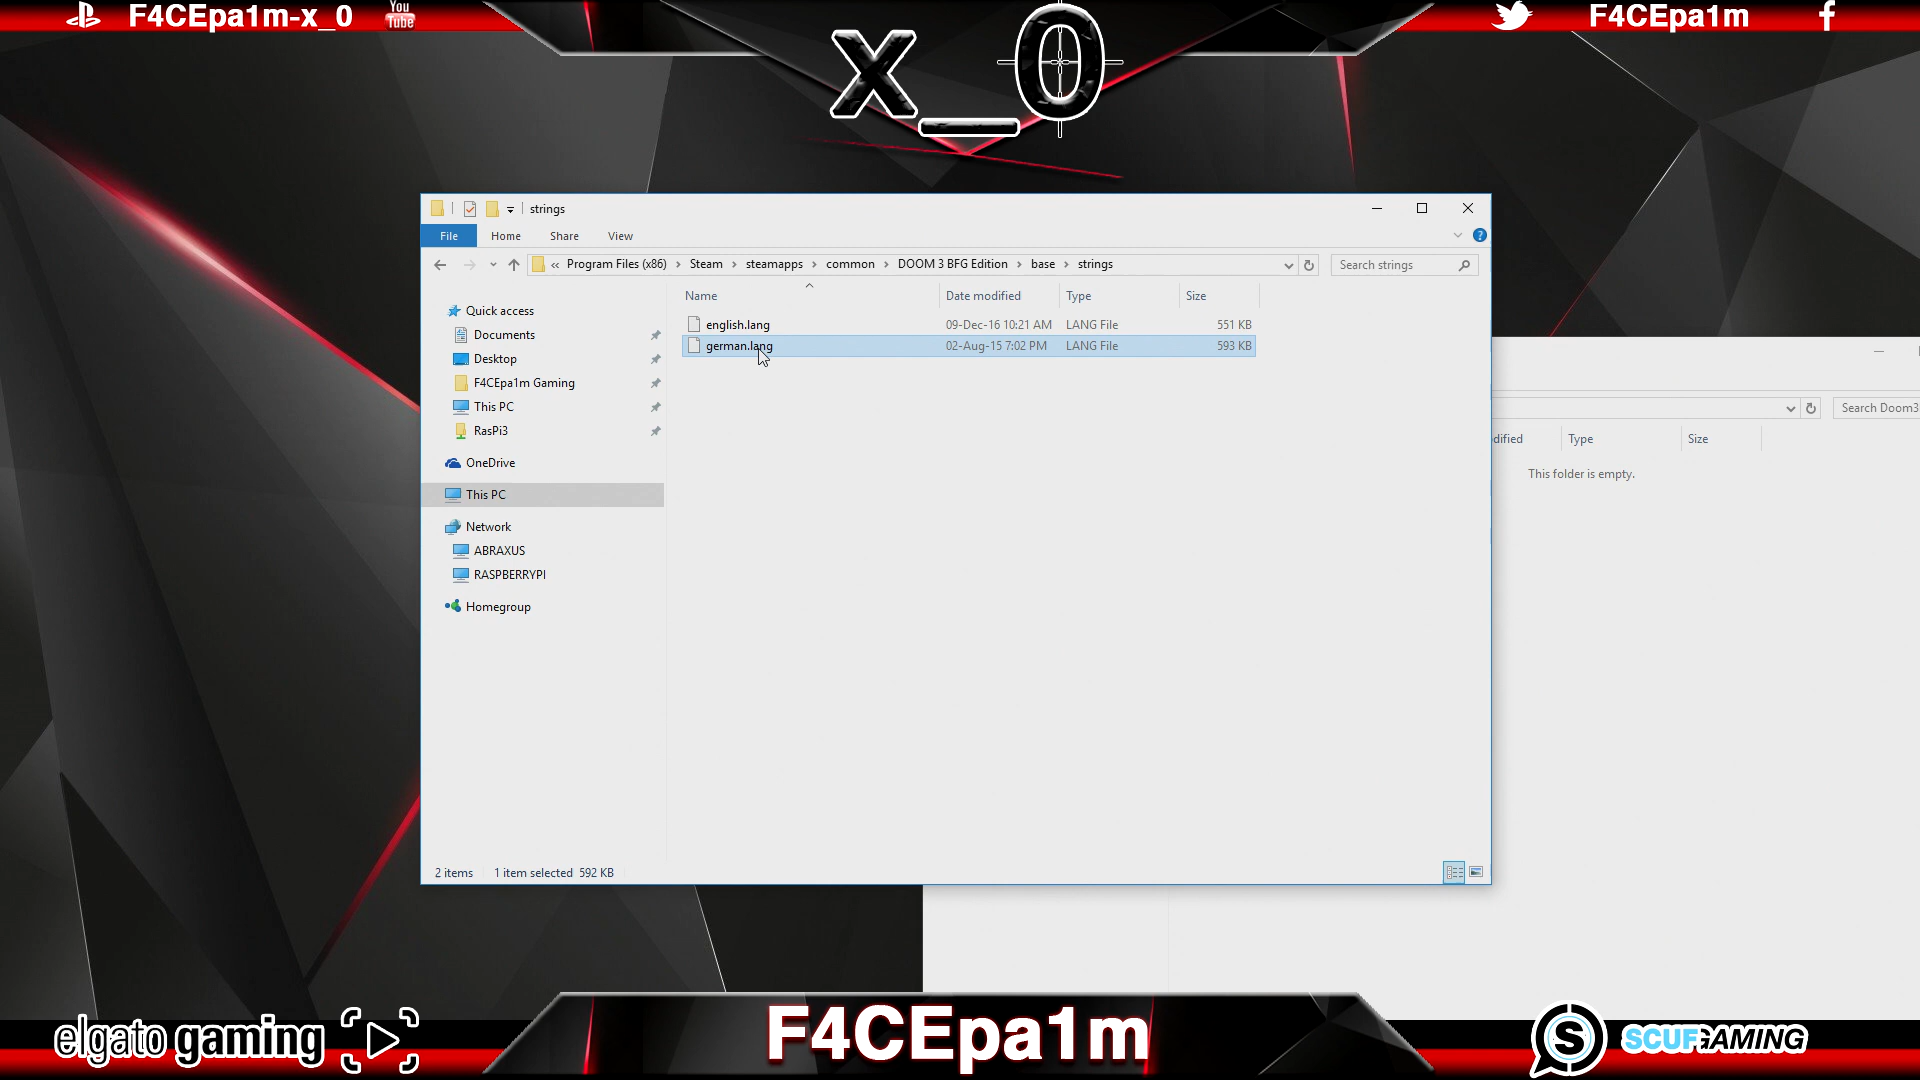 F4CEpa1m-x_0
You
Tube
x_0
F4CEpa1m
strings
File
Home
Share
View
« Program Files (x86) > Steam > steamapps > common > DOOM 3 BFG Edition > base > strings
Search strings
Name
Date modified
Type
Size
english.lang
09-Dec-16 10:21 AM
LANG File
551 KB
german.lang
02-Aug-15 7:02 PM
LANG File
593 KB
Quick access
Documents
Desktop
F4CEpa1m Gaming
This PC
RasPi3
OneDrive
This PC
Network
ABRAXUS
RASPBERRYPI
Homegroup
2 items
1 item selected 592 KB
Search Doom3
dified
Type
Size
This folder is empty.
elgato gaming
F4CEpa1m
S
SCUFGAMING